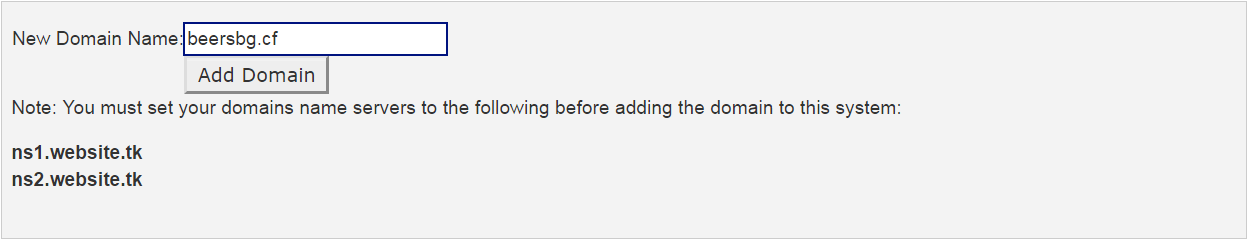 New Domain Name: beersbg.cf
Add Domain
Note: You must set your domains name servers to the following before adding the domain to this system:
ns1.website.tk
ns2.website.tk